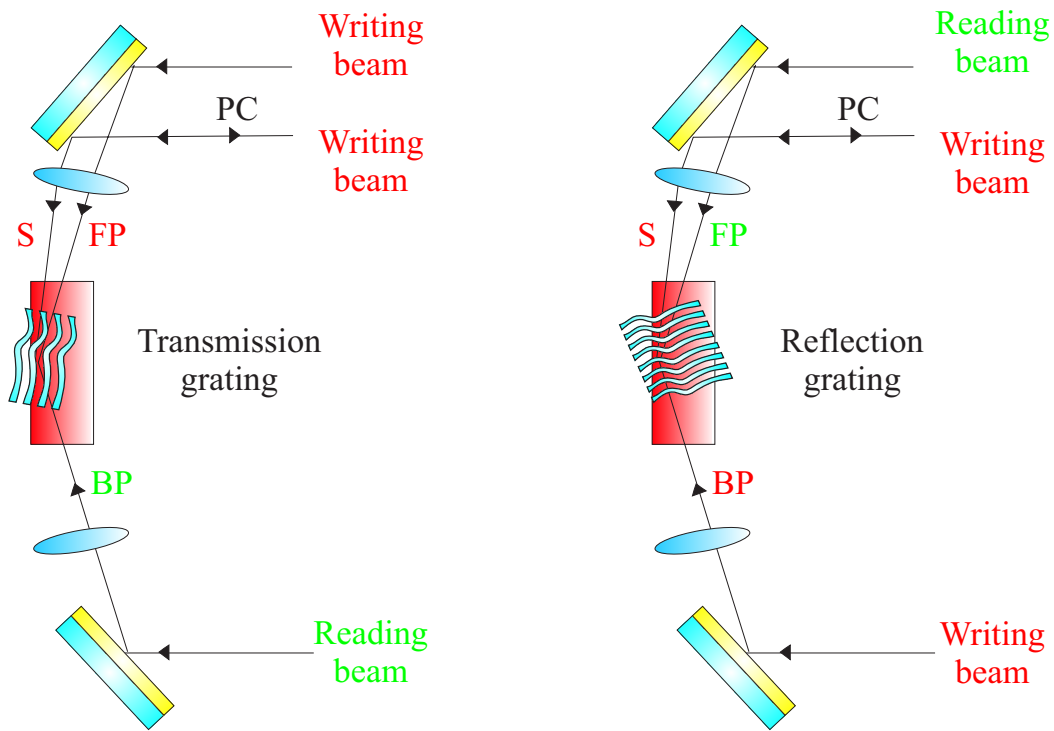 Writing
beam
PC
Writing
beam
S
FP
Transmission
grating
BP
Reading
beam
Reading
beam
PC
Writing
beam
S
FP
Reflection
grating
BP
Writing
beam